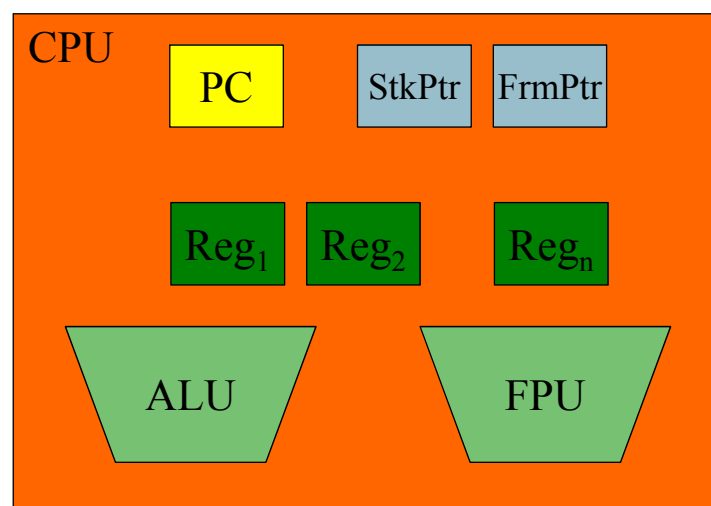 CPU
PC
StkPtr
FrmPtr
Reg₁
Reg₂
Regₙ
ALU
FPU